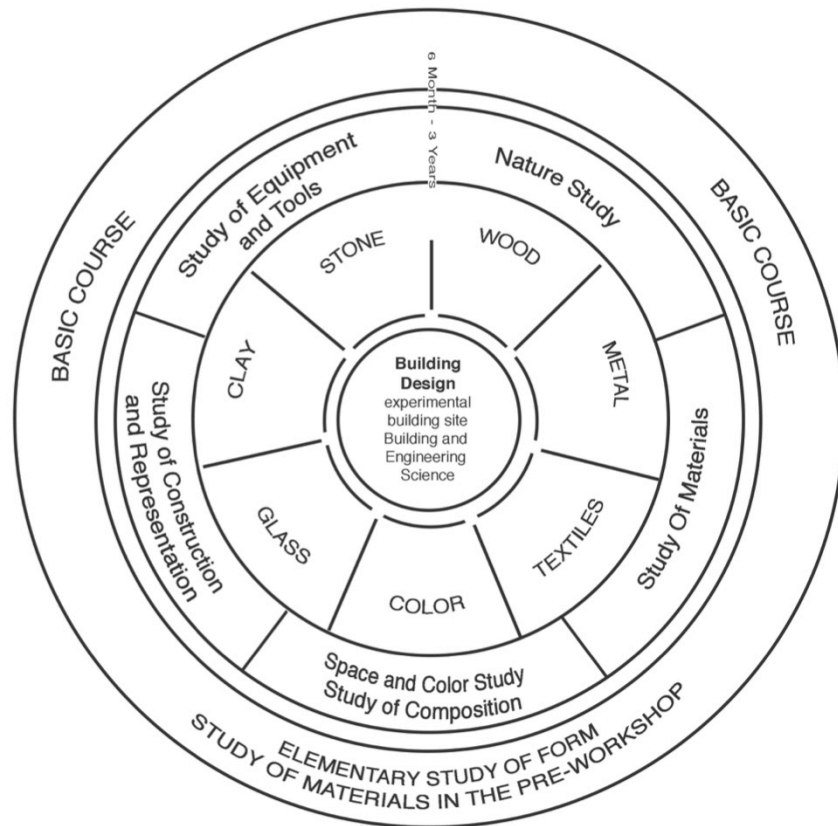 BASIC COURSE
BASIC COURSE
ELEMENTARY STUDY OF FORM
STUDY OF MATERIALS IN THE PRE-WORKSHOP
6 Month - 3 Years
Study of Equipment
and Tools
Nature Study
Study Of Materials
Space and Color Study
Study of Composition
Study of Construction
and Representation
STONE
WOOD
METAL
TEXTILES
COLOR
GLASS
CLAY
Building
Design
experimental
building site
Building and
Engineering
Science